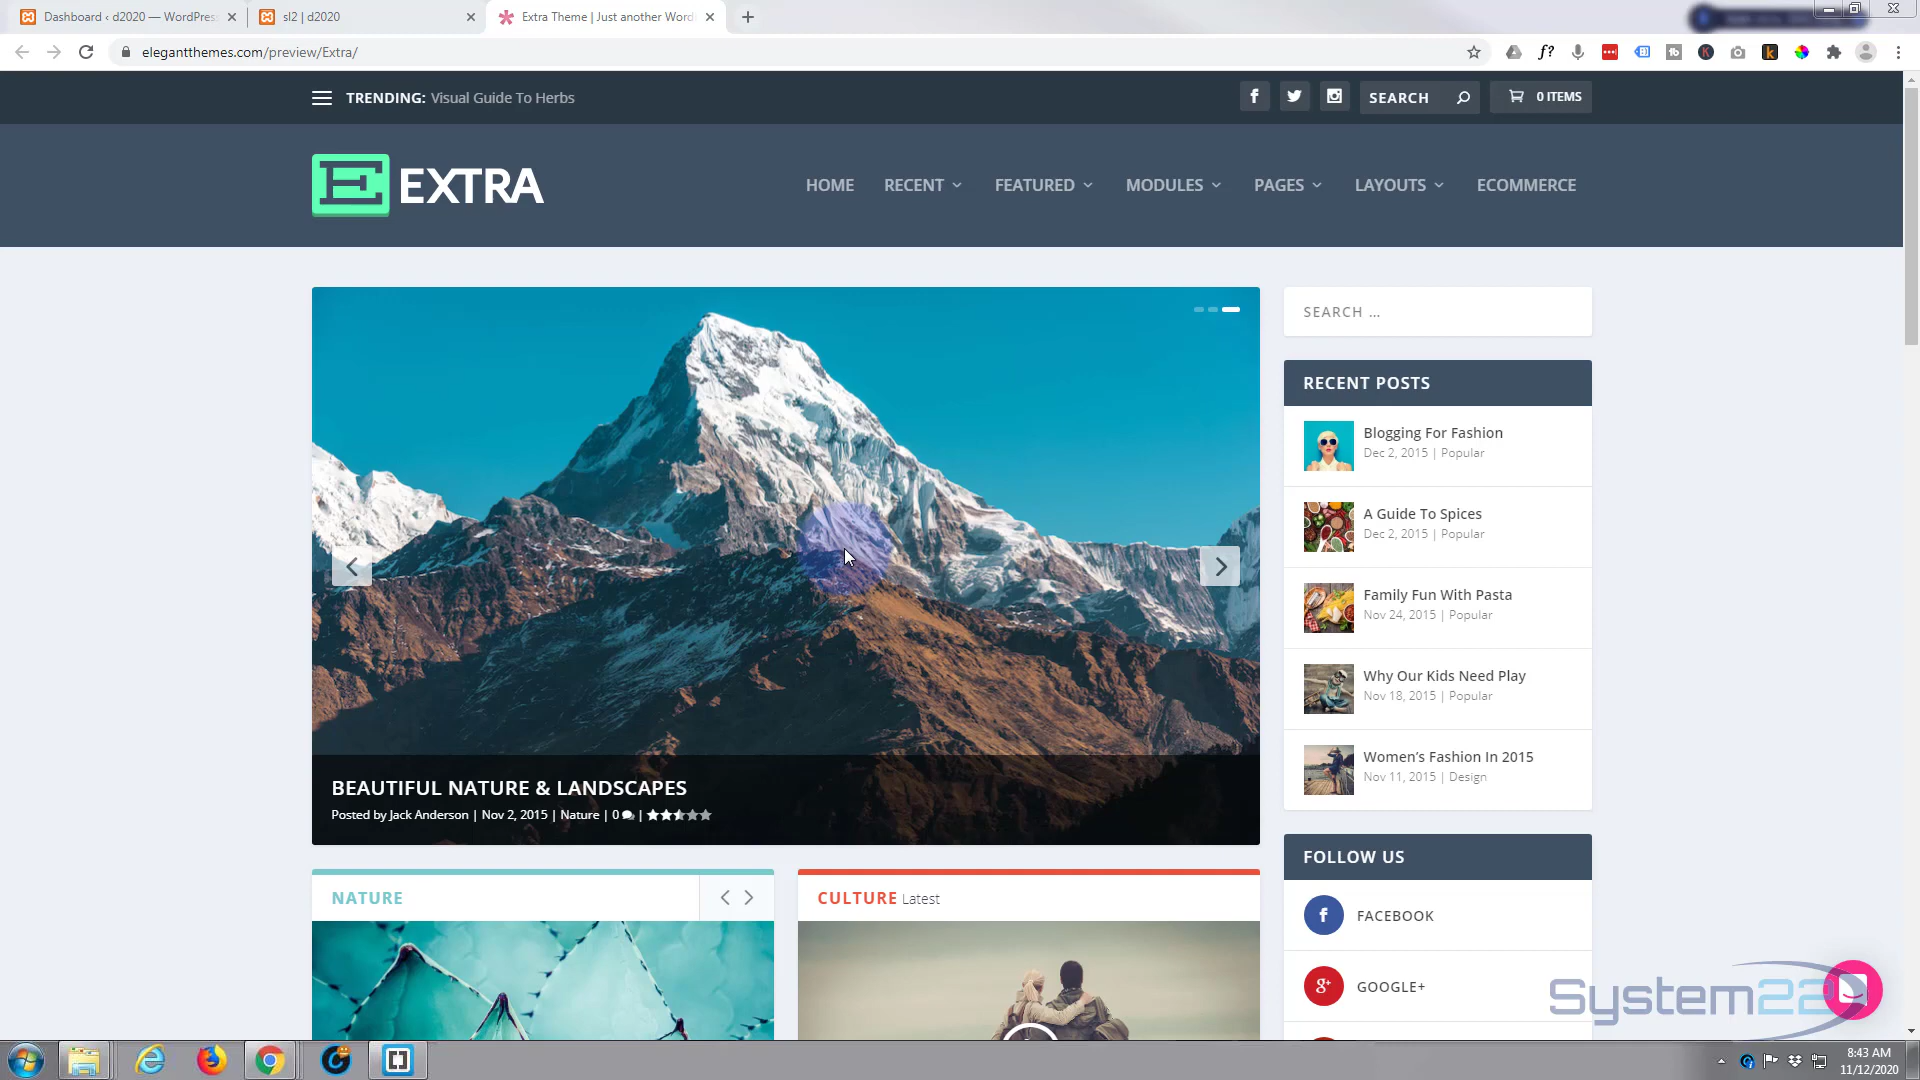 Dashboard ‹ d2020 — WordPress
sl2 | d2020
Extra Theme | Just another Word
elegantthemes.com/preview/Extra/
TRENDING: Visual Guide To Herbs
SEARCH
0 ITEMS
EXTRA
HOME RECENT FEATURED MODULES PAGES LAYOUTS ECOMMERCE
SEARCH …
RECENT POSTS
Blogging For Fashion
Dec 2, 2015 | Popular
A Guide To Spices
Dec 2, 2015 | Popular
Family Fun With Pasta
Nov 24, 2015 | Popular
Why Our Kids Need Play
Nov 18, 2015 | Popular
Women's Fashion In 2015
Nov 11, 2015 | Design
BEAUTIFUL NATURE & LANDSCAPES
Posted by Jack Anderson | Nov 2, 2015 | Nature | 0 |
FOLLOW US
FACEBOOK
GOOGLE+
NATURE
CULTURE Latest
System22
8:43 AM
11/12/2020